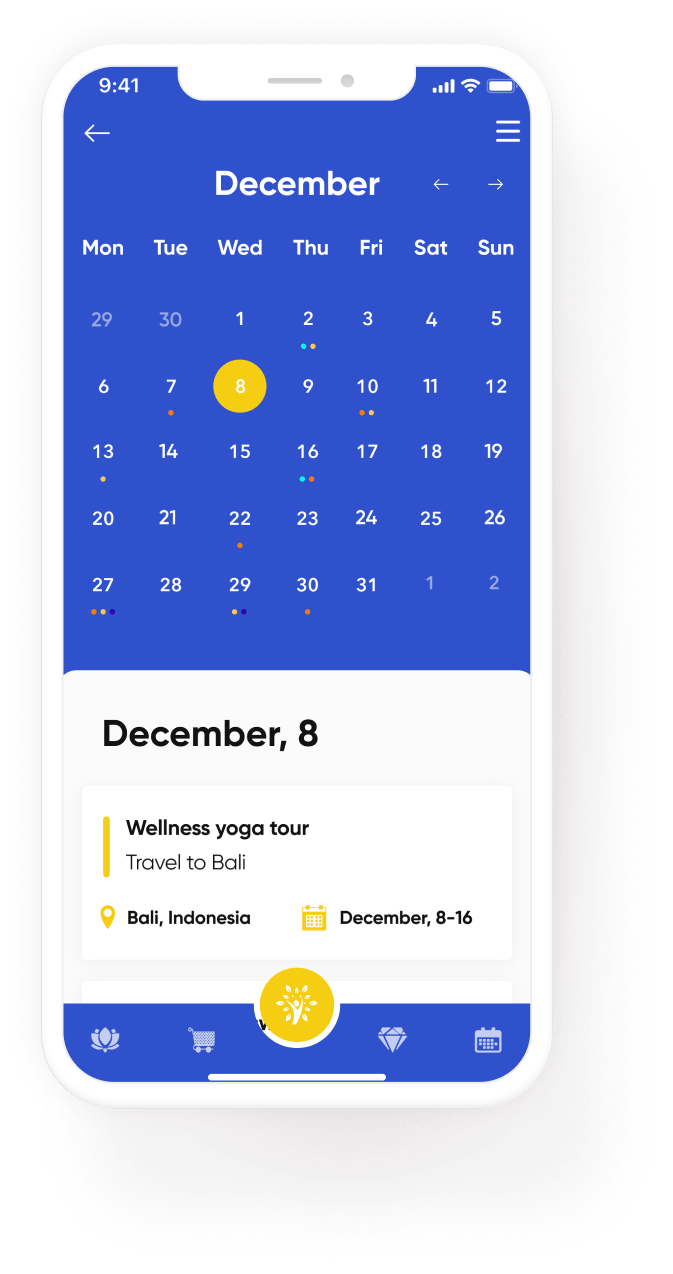 9:41
December
Mon Tue Wed Thu Fri Sat Sun
29 30 1 2 3 4 5
6 7 8 9 10 11 12
13 14 15 16 17 18 19
20 21 22 23 24 25 26
27 28 29 30 31 1 2
December, 8
Wellness yoga tour
Travel to Bali
Bali, Indonesia December, 8-16